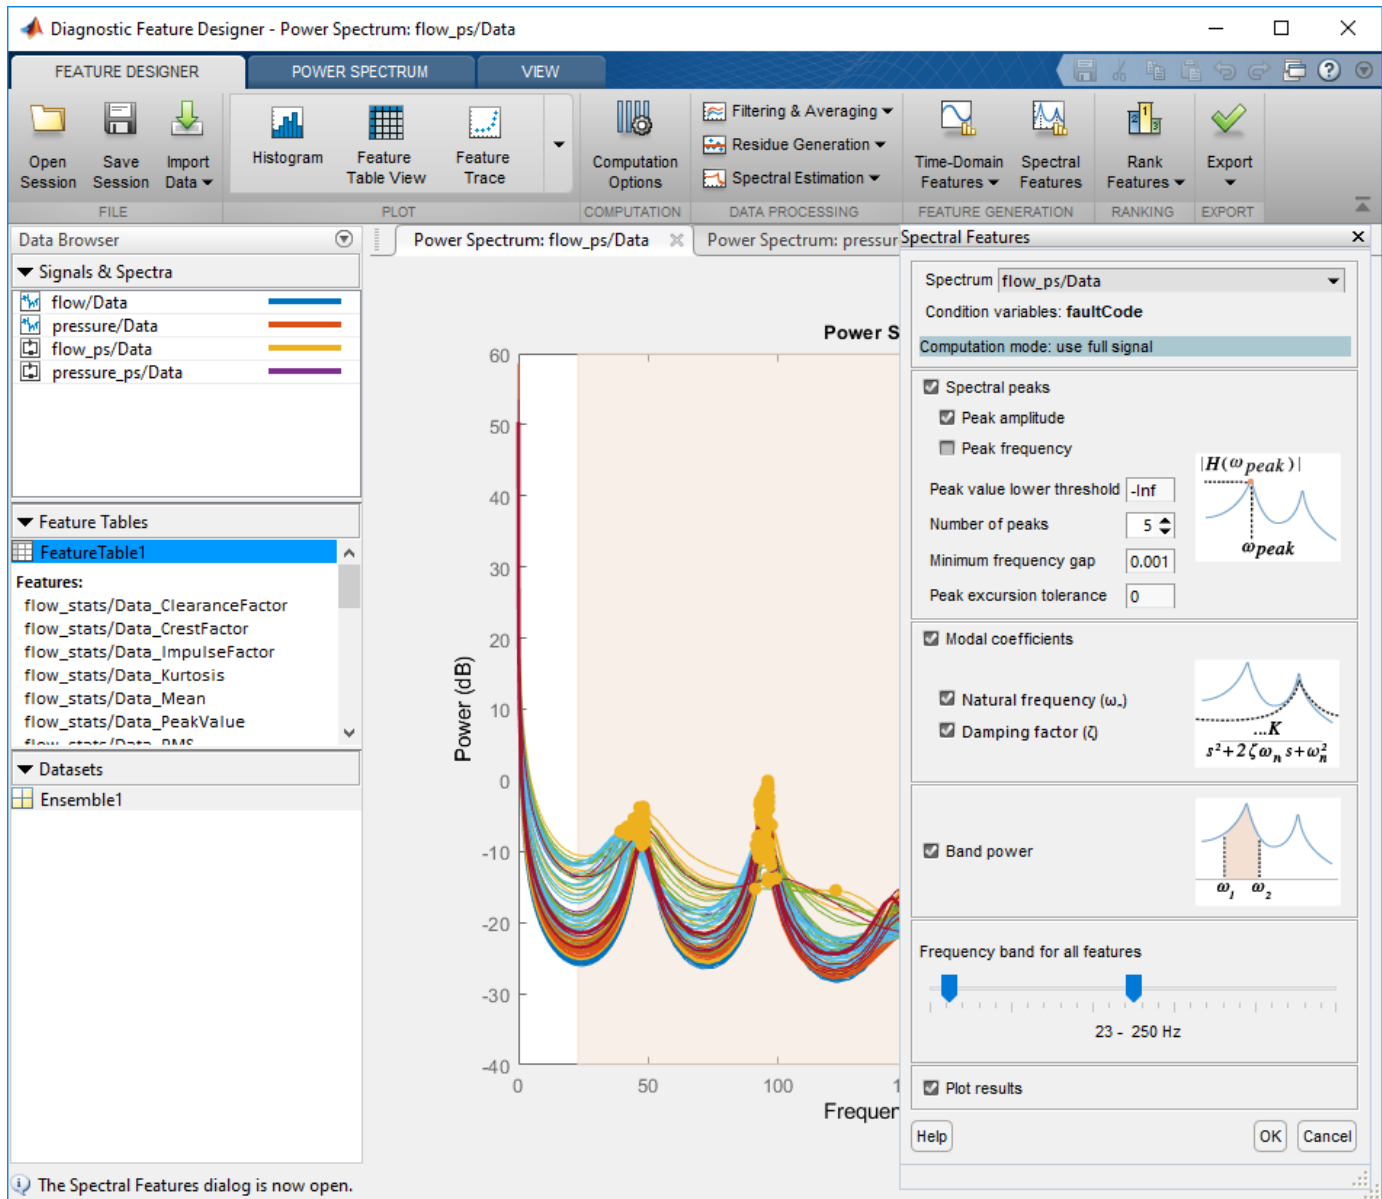 Diagnostic Feature Designer - Power Spectrum: flow_ps/Data
FEATURE DESIGNER
POWER SPECTRUM
VIEW
Open Session
Save Session
Import Data
Histogram
Feature Table View
Feature Trace
Computation Options
Filtering & Averaging
Residue Generation
Spectral Estimation
Time-Domain Features
Spectral Features
Rank Features
Export
FILE
PLOT
COMPUTATION
DATA PROCESSING
FEATURE GENERATION
RANKING
EXPORT
Data Browser
Signals & Spectra
flow/Data
pressure/Data
flow_ps/Data
pressure_ps/Data
Feature Tables
FeatureTable1
Features:
flow_stats/Data_ClearanceFactor
flow_stats/Data_CrestFactor
flow_stats/Data_ImpulseFactor
flow_stats/Data_Kurtosis
flow_stats/Data_Mean
flow_stats/Data_PeakValue
flow_stats/Data_RMS
Datasets
Ensemble1
Power Spectrum: flow_ps/Data
Power Spectrum: pressur
Power S
60
50
40
30
20
10
0
-10
-20
-30
-40
Power (dB)
0
50
100
1
Frequen
Spectral Features
Spectrum flow_ps/Data
Condition variables: faultCode
Computation mode: use full signal
Spectral peaks
Peak amplitude
Peak frequency
Peak value lower threshold -Inf
Number of peaks 5
Minimum frequency gap 0.001
Peak excursion tolerance 0
|H(ω peak)|
ω peak
Modal coefficients
Natural frequency (ωₙ)
Damping factor (ζ)
...K
s²+2ζωₙ s+ωₙ²
Band power
ω₁ ω₂
Frequency band for all features
23 - 250 Hz
Plot results
Help
OK
Cancel
The Spectral Features dialog is now open.